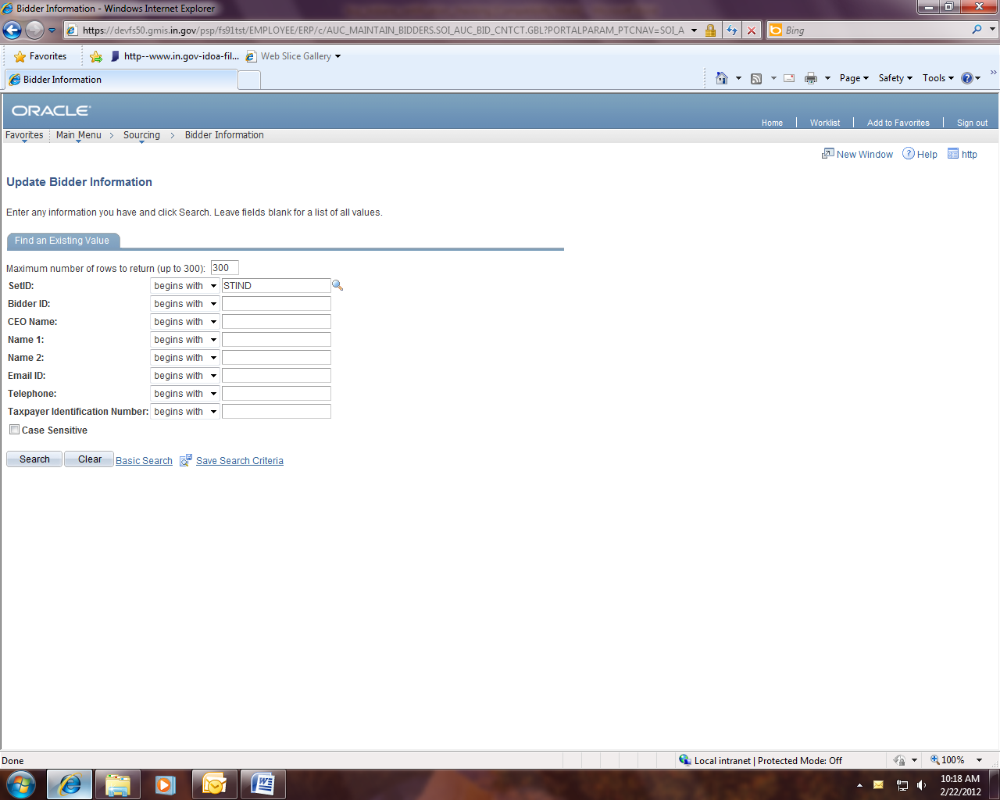 Bidder Information - Windows Internet Explorer
https://devfs50.gmis.in.gov/psp/fs91tst/EMPLOYEE/ERP/c/AUC_MAINTAIN_BIDDERS.SOI_AUC_BID_CNTCT.GBL?PORTALPARAM_PTCNAV=SOI_A
Bing
Favorites http--www.in.gov-idoa-fil... Web Slice Gallery
Bidder Information
Page Safety Tools
ORACLE
Home Worklist Add to Favorites Sign out
Favorites Main Menu > Sourcing > Bidder Information
New Window Help http
Update Bidder Information
Enter any information you have and click Search. Leave fields blank for a list of all values.
Find an Existing Value
Maximum number of rows to return (up to 300): 300
SetID: begins with STIND
Bidder ID: begins with
CEO Name: begins with
Name 1: begins with
Name 2: begins with
Email ID: begins with
Telephone: begins with
Taxpayer Identification Number: begins with
Case Sensitive
Search Clear Basic Search Save Search Criteria
Done
Local intranet | Protected Mode: Off
100%
10:18 AM
2/22/2012